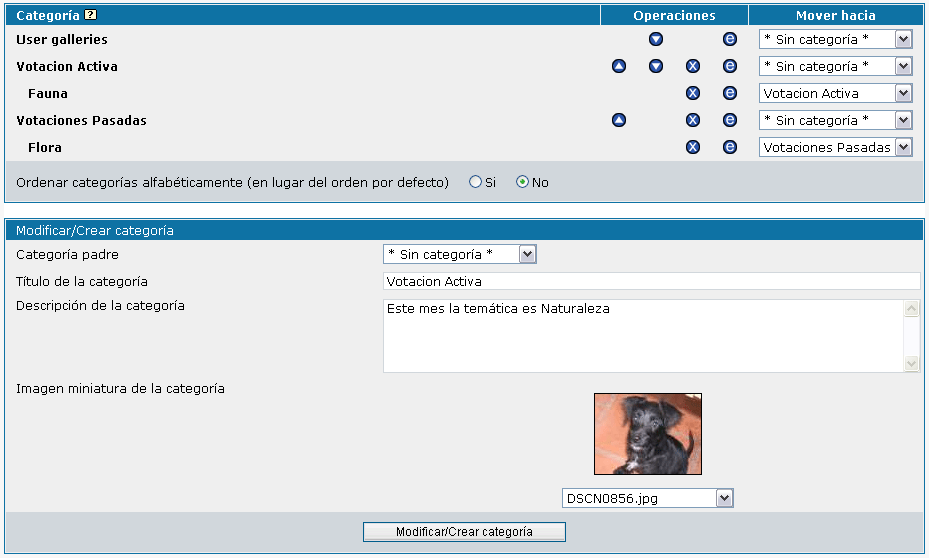 Categoría ? Operaciones Mover hacia
User galleries e * Sin categoría *
Votacion Activa x e * Sin categoría *
Fauna x e Votacion Activa
Votaciones Pasadas x e * Sin categoría *
Flora x e Votaciones Pasadas
Ordenar categorías alfabéticamente (en lugar del orden por defecto) Si No
Modificar/Crear categoría
Categoría padre * Sin categoría *
Título de la categoría Votacion Activa
Descripción de la categoría Este mes la temática es Naturaleza
Imagen miniatura de la categoría
DSCN0856.jpg
Modificar/Crear categoría